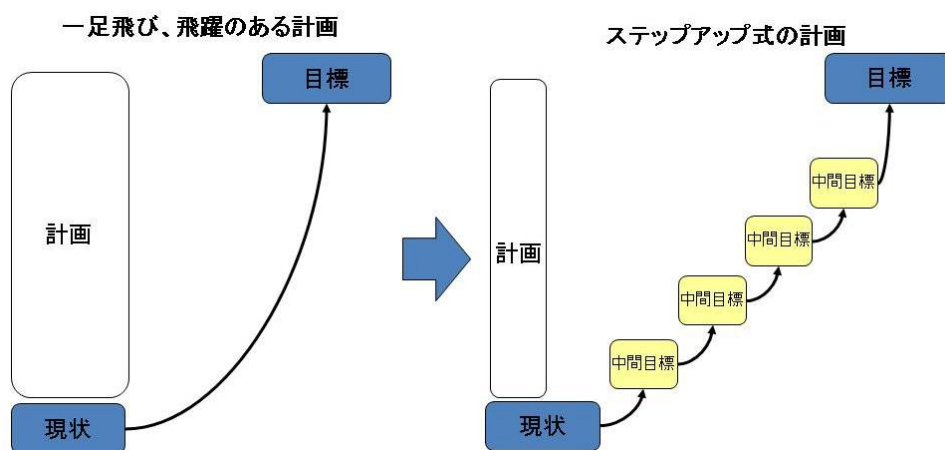 一足飛び、飛躍のある計画
目標
計画
現状
ステップアップ式の計画
目標
中間目標
中間目標
中間目標
中間目標
計画
現状